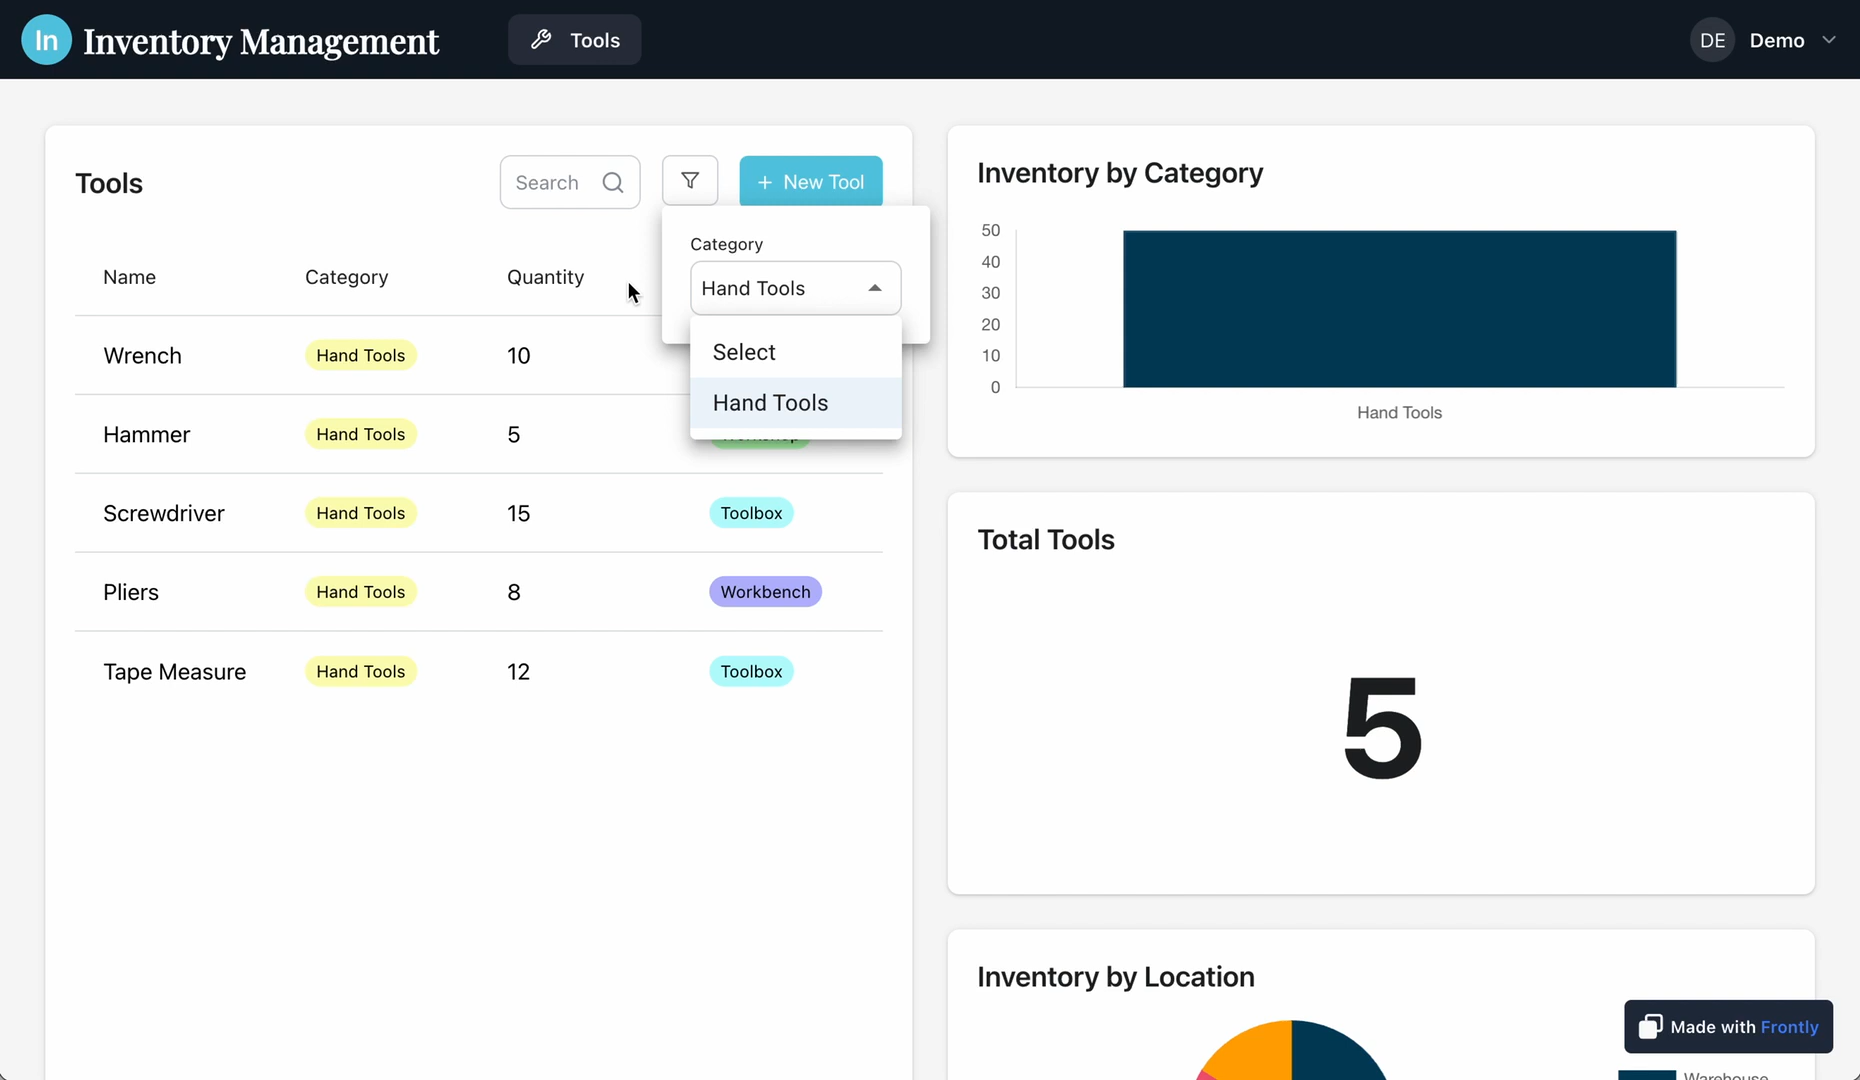 In Inventory Management Tools DE Demo
Tools Search + New Tool
Category
Hand Tools
Select
Hand Tools
Name Category Quantity
Wrench Hand Tools 10
Hammer Hand Tools 5
Screwdriver Hand Tools 15 Toolbox
Pliers Hand Tools 8 Workbench
Tape Measure Hand Tools 12 Toolbox
Inventory by Category
50
40
30
20
10
0
Hand Tools
Total Tools
5
Inventory by Location
Made with Frontly
Warehouse